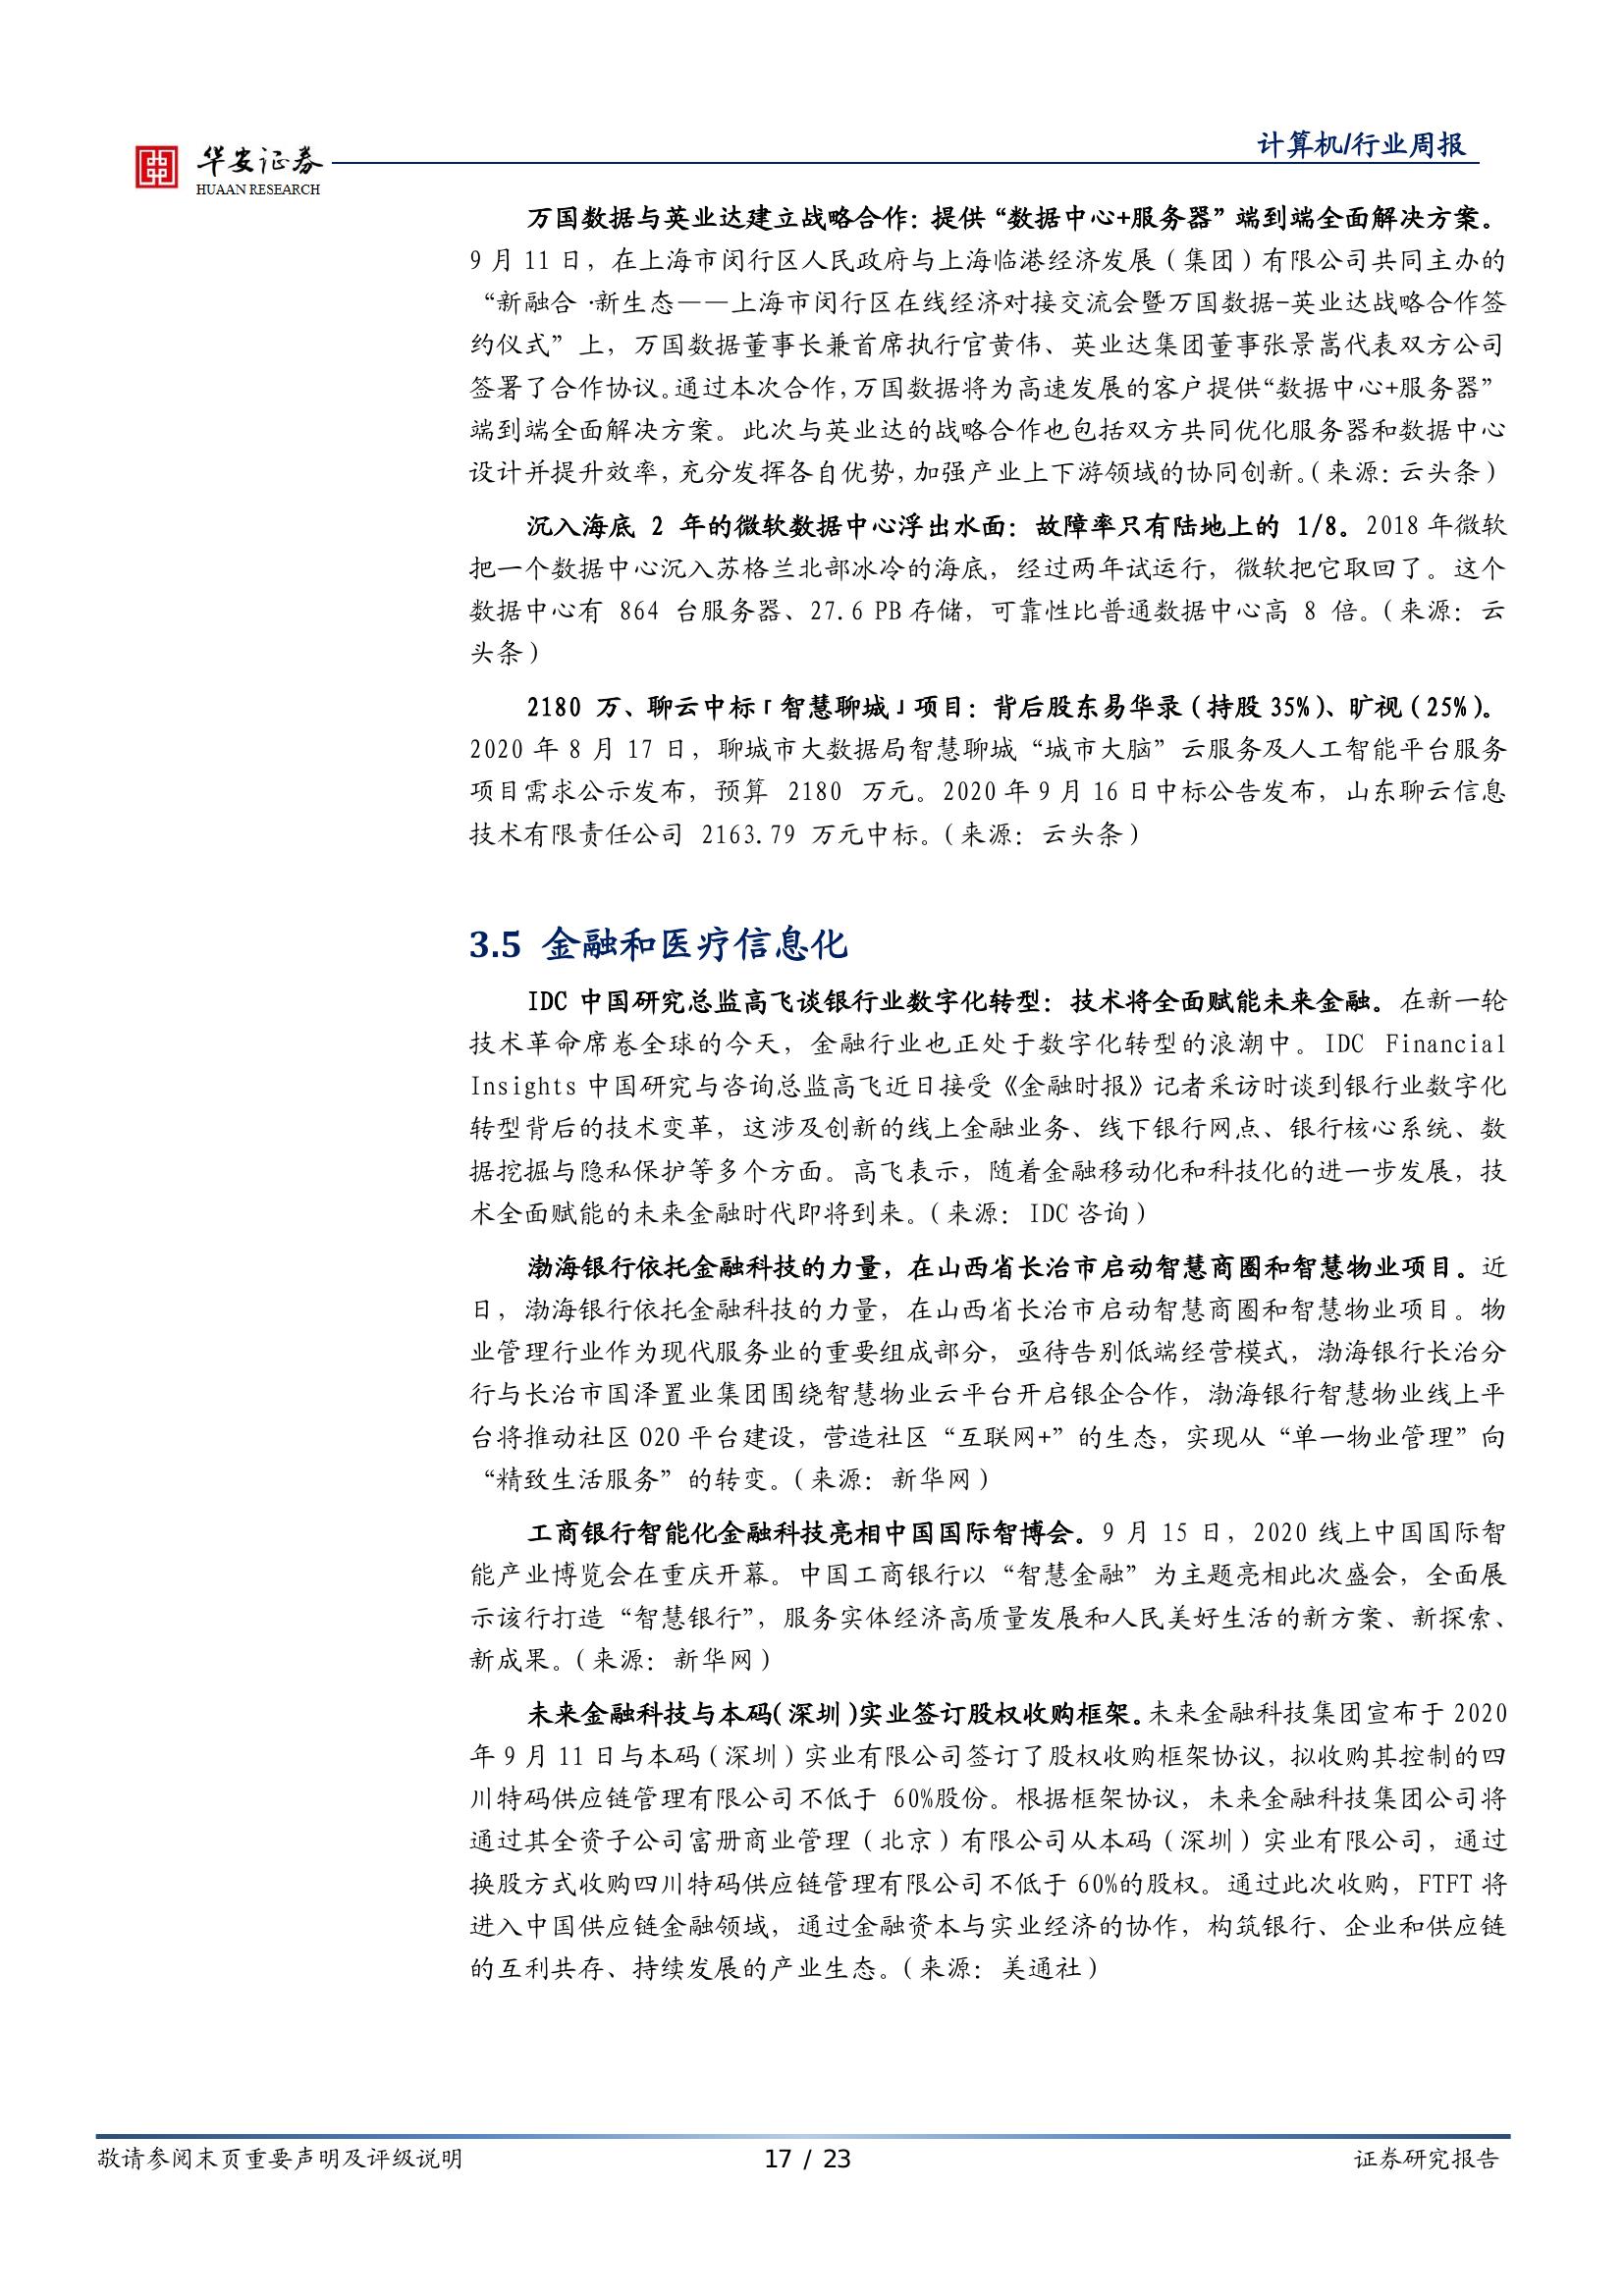 华安证券
HUAAN RESEARCH
计算机/行业周报
万国数据与英业达建立战略合作：提供“数据中心+服务器”端到端全面解决方案。
9 月 11 日，在上海市闵行区人民政府与上海临港经济发展（集团）有限公司共同主办的
“新融合·新生态——上海市闵行区在线经济对接交流会暨万国数据-英业达战略合作签
约仪式”上，万国数据董事长兼首席执行官黄伟、英业达集团董事张景嵩代表双方公司
签署了合作协议。通过本次合作，万国数据将为高速发展的客户提供“数据中心+服务器”
端到端全面解决方案。此次与英业达的战略合作也包括双方共同优化服务器和数据中心
设计并提升效率，充分发挥各自优势，加强产业上下游领域的协同创新。（来源：云头条）
沉入海底 2 年的微软数据中心浮出水面：故障率只有陆地上的 1/8。2018 年微软
把一个数据中心沉入苏格兰北部冰冷的海底，经过两年试运行，微软把它取回了。这个
数据中心有 864 台服务器、27.6 PB 存储，可靠性比普通数据中心高 8 倍。（来源：云
头条）
2180 万、聊云中标「智慧聊城」项目：背后股东易华录（持股 35%）、旷视（25%）。
2020 年 8 月 17 日，聊城市大数据局智慧聊城“城市大脑”云服务及人工智能平台服务
项目需求公示发布，预算 2180 万元。2020 年 9 月 16 日中标公告发布，山东聊云信息
技术有限责任公司 2163.79 万元中标。（来源：云头条）
3.5 金融和医疗信息化
IDC 中国研究总监高飞谈银行业数字化转型：技术将全面赋能未来金融。在新一轮
技术革命席卷全球的今天，金融行业也正处于数字化转型的浪潮中。IDC Financial
Insights 中国研究与咨询总监高飞近日接受《金融时报》记者采访时谈到银行业数字化
转型背后的技术变革，这涉及创新的线上金融业务、线下银行网点、银行核心系统、数
据挖掘与隐私保护等多个方面。高飞表示，随着金融移动化和科技化的进一步发展，技
术全面赋能的未来金融时代即将到来。（来源：IDC 咨询）
渤海银行依托金融科技的力量，在山西省长治市启动智慧商圈和智慧物业项目。近
日，渤海银行依托金融科技的力量，在山西省长治市启动智慧商圈和智慧物业项目。物
业管理行业作为现代服务业的重要组成部分，亟待告别低端经营模式，渤海银行长治分
行与长治市国泽置业集团围绕智慧物业云平台开启银企合作，渤海银行智慧物业线上平
台将推动社区 O2O 平台建设，营造社区“互联网+”的生态，实现从“单一物业管理”向
“精致生活服务”的转变。（来源：新华网）
工商银行智能化金融科技亮相中国国际智博会。9 月 15 日，2020 线上中国国际智
能产业博览会在重庆开幕。中国工商银行以“智慧金融”为主题亮相此次盛会，全面展
示该行打造“智慧银行”，服务实体经济高质量发展和人民美好生活的新方案、新探索、
新成果。（来源：新华网）
未来金融科技与本码(深圳)实业签订股权收购框架。未来金融科技集团宣布于 2020
年 9 月 11 日与本码（深圳）实业有限公司签订了股权收购框架协议，拟收购其控制的四
川特码供应链管理有限公司不低于 60%股份。根据框架协议，未来金融科技集团公司将
通过其全资子公司富册商业管理（北京）有限公司从本码（深圳）实业有限公司，通过
换股方式收购四川特码供应链管理有限公司不低于 60%的股权。通过此次收购，FTFT 将
进入中国供应链金融领域，通过金融资本与实业经济的协作，构筑银行、企业和供应链
的互利共存、持续发展的产业生态。（来源：美通社）
敬请参阅末页重要声明及评级说明
17 / 23
证券研究报告